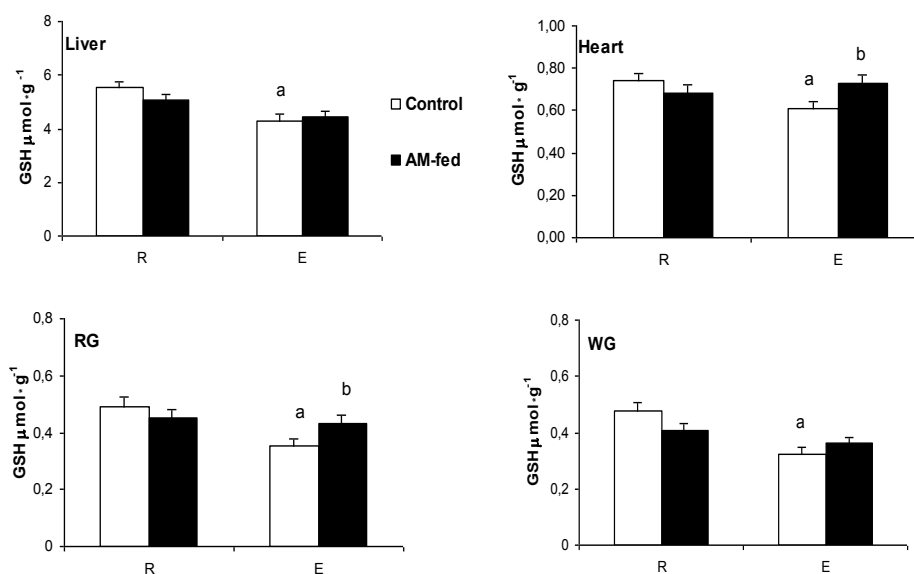 Liver
GSH μmol·g⁻¹
8
6
4
2
0
a
R
E
Control
AM-fed
Heart
GSH μmol·g⁻¹
1,00
0,80
0,60
0,40
0,20
0,00
a
b
R
E
RG
GSH μmol·g⁻¹
0,8
0,6
0,4
0,2
0
a
b
R
E
WG
GSH μmol·g⁻¹
0,8
0,6
0,4
0,2
0
a
R
E